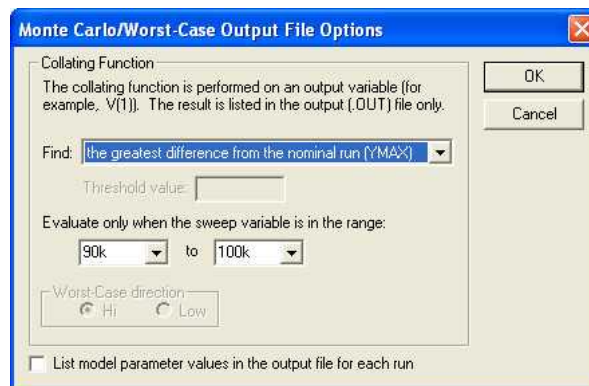 Monte Carlo/Worst-Case Output File Options
Collating Function
The collating function is performed on an output variable (for
example, V(1)). The result is listed in the output (.OUT) file only.
OK
Cancel
Find: the greatest difference from the nominal run (YMAX)
Threshold value:
Evaluate only when the sweep variable is in the range:
90k to 100k
Worst-Case direction
Hi Low
List model parameter values in the output file for each run